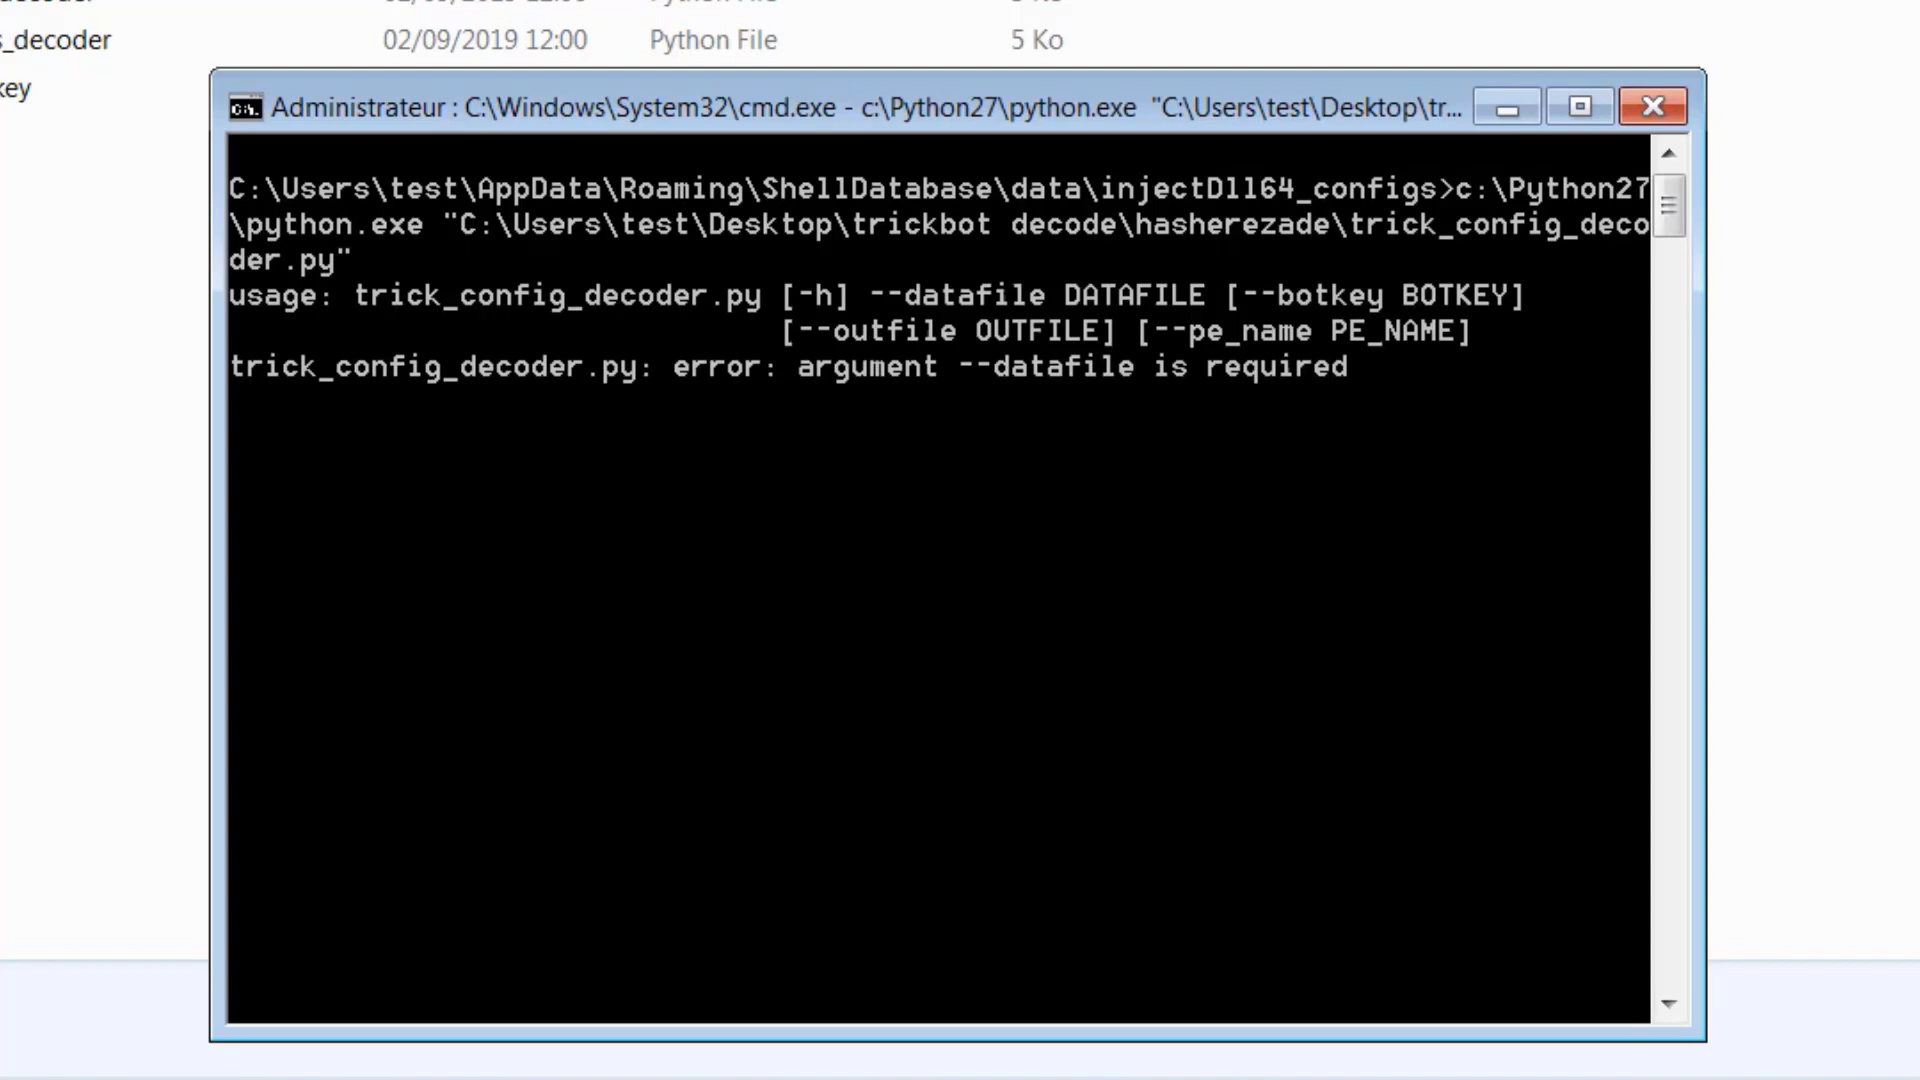 s_decoder 02/09/2019 12:00 Python File 5 Ko
key
Administrateur : C:\Windows\System32\cmd.exe - c:\Python27\python.exe "C:\Users\test\Desktop\tr...
C:\Users\test\AppData\Roaming\ShellDatabase\data\injectDll64_configs>c:\Python27
\python.exe "C:\Users\test\Desktop\trickbot decode\hasherezade\trick_config_deco
der.py"
usage: trick_config_decoder.py [-h] --datafile DATAFILE [--botkey BOTKEY]
[--outfile OUTFILE] [--pe_name PE_NAME]
trick_config_decoder.py: error: argument --datafile is required